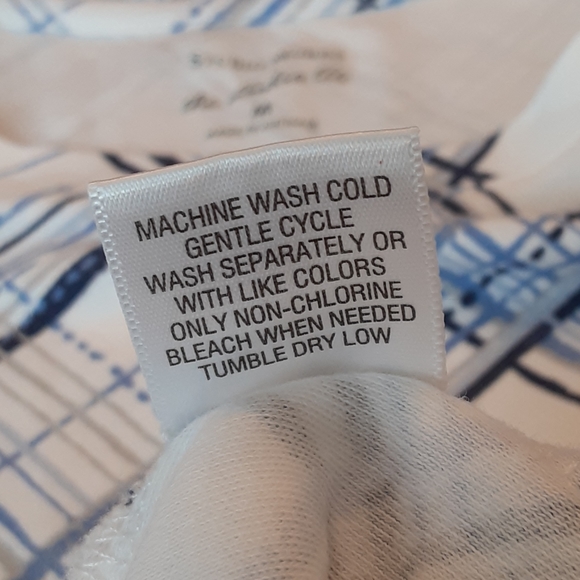 MACHINE WASH COLD
GENTLE CYCLE
WASH SEPARATELY OR
WITH LIKE COLORS
ONLY NON-CHLORINE
BLEACH WHEN NEEDED
TUMBLE DRY LOW